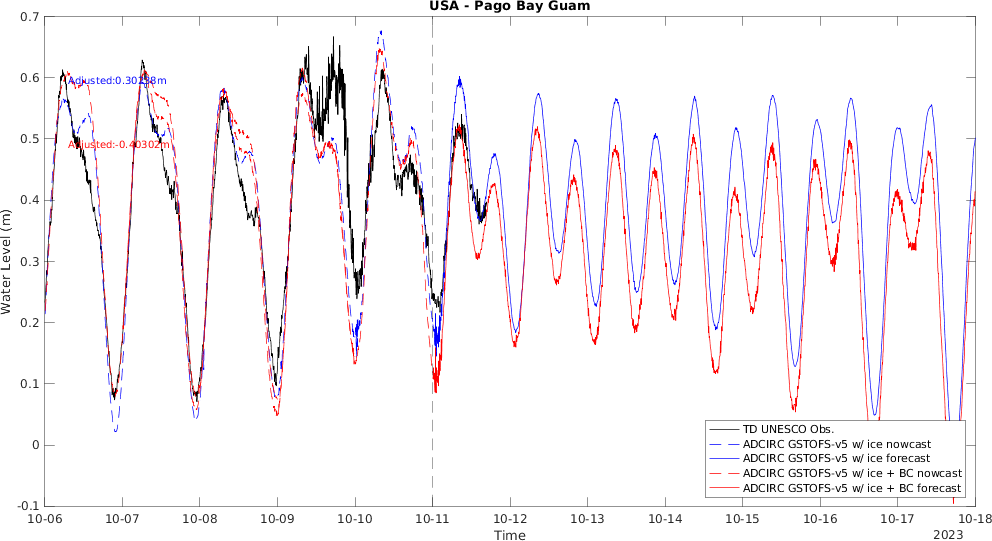 USA - Pago Bay Guam
0.7
0.6
0.5
0.4
0.3
0.2
0.1
0
-0.1
Water Level (m)
Adjusted:-0.40302m
10-06 10-07 10-08 10-09 10-10 10-11 10-12 10-13 10-14 10-15 10-16 10-17 10-18
Time
2023
TD UNESCO Obs.
ADCIRC GSTOFS-v5 w/ ice nowcast
ADCIRC GSTOFS-v5 w/ ice forecast
ADCIRC GSTOFS-v5 w/ ice + BC nowcast
ADCIRC GSTOFS-v5 w/ ice + BC forecast